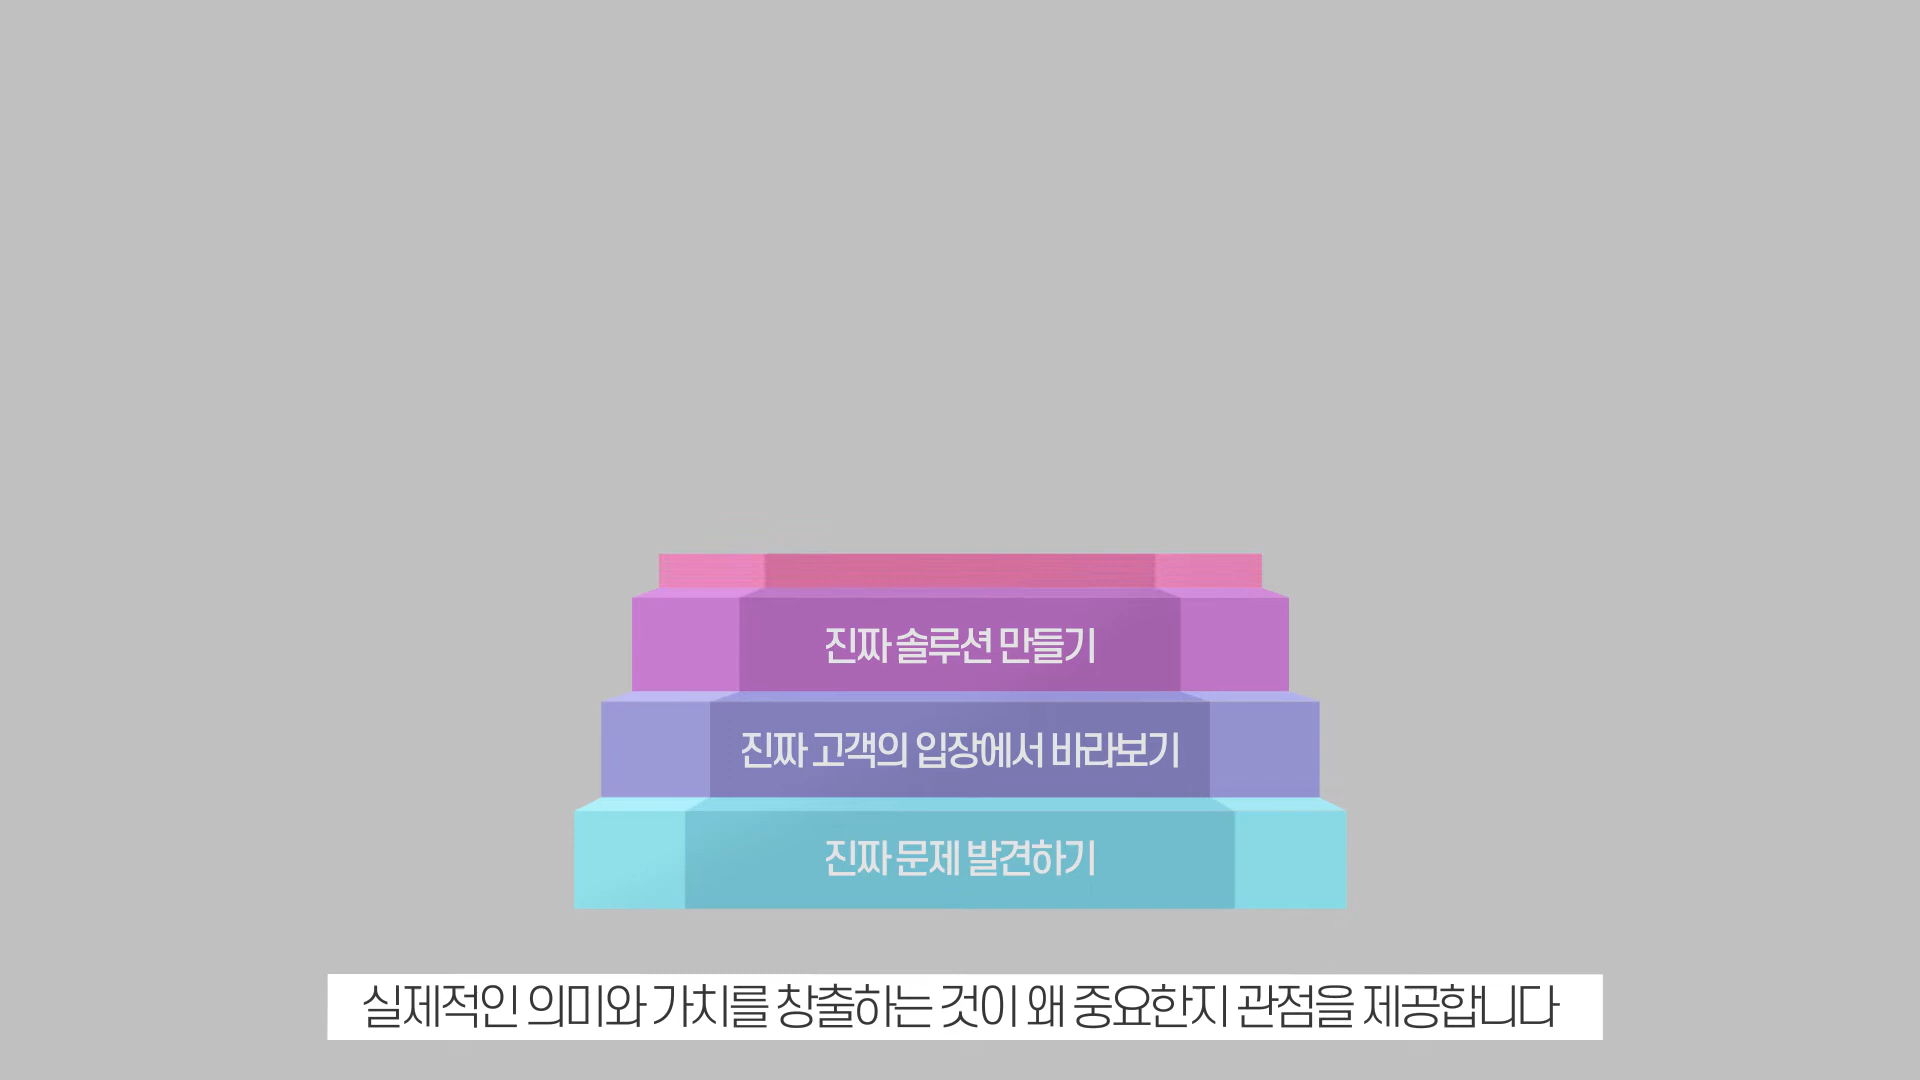 진짜 솔루션 만들기
진짜 고객의 입장에서 바라보기
진짜 문제 발견하기
실제적인 의미와 가치를 창출하는 것이 왜 중요한지 관점을 제공합니다